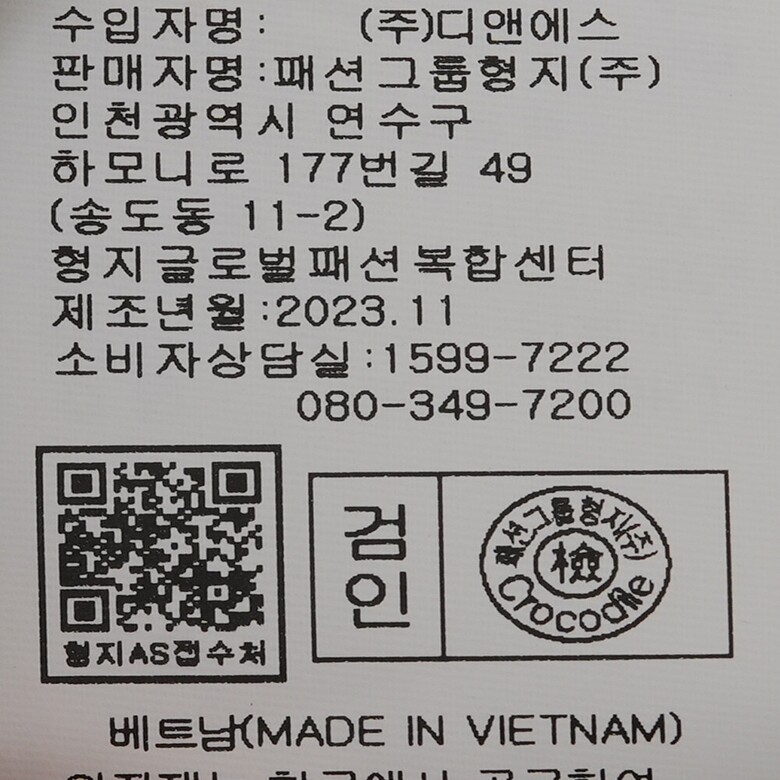 수입자명: (주)디앤에스
판매자명:패션그룹형지(주)
인천광역시 연수구
하모니로 177번길 49
(송도동 11-2)
형지글로벌패션복합센터
제조년월:2023.11
소비자상담실:1599-7222
080-349-7200
형지AS접수처
검인
패션그룹형지(주)
檢
Crocodile
베트남(MADE IN VIETNAM)